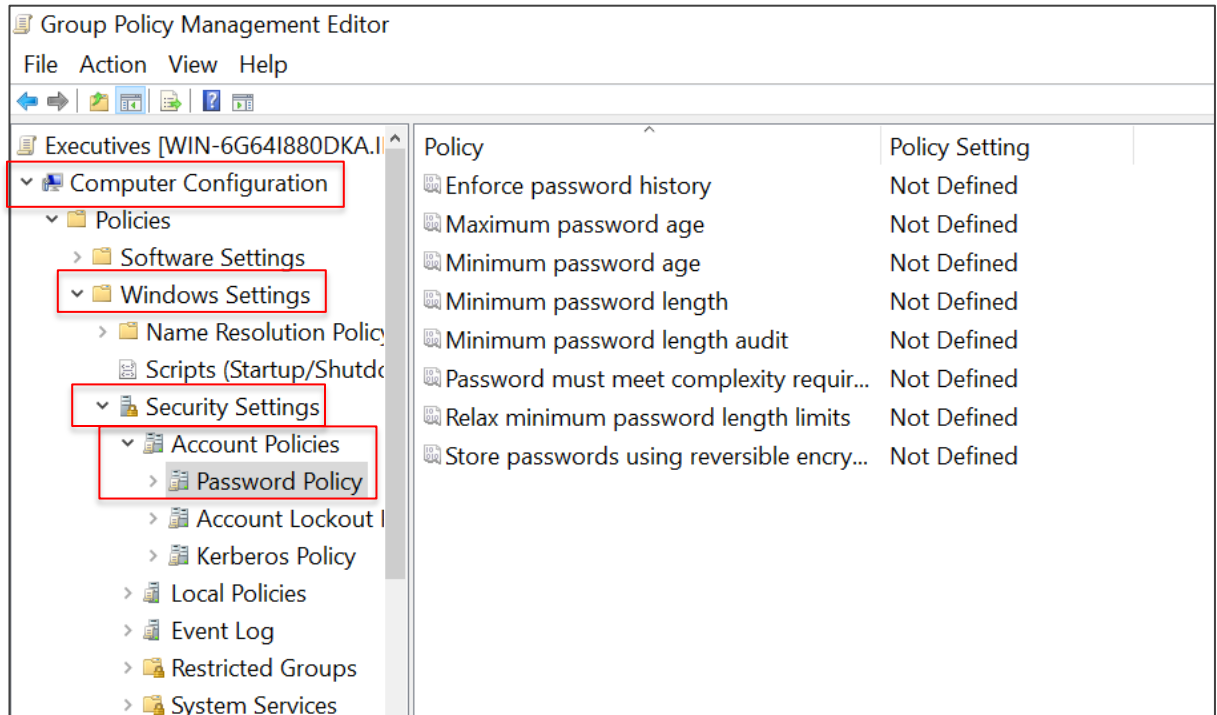 Group Policy Management Editor
File Action View Help
Executives [WIN-6G64I880DKA.I
Computer Configuration
Policies
Software Settings
Windows Settings
Name Resolution Policy
Scripts (Startup/Shutdo
Security Settings
Account Policies
Password Policy
Account Lockout
Kerberos Policy
Local Policies
Event Log
Restricted Groups
System Services
Policy Policy Setting
Enforce password history Not Defined
Maximum password age Not Defined
Minimum password age Not Defined
Minimum password length Not Defined
Minimum password length audit Not Defined
Password must meet complexity requir... Not Defined
Relax minimum password length limits Not Defined
Store passwords using reversible encry... Not Defined